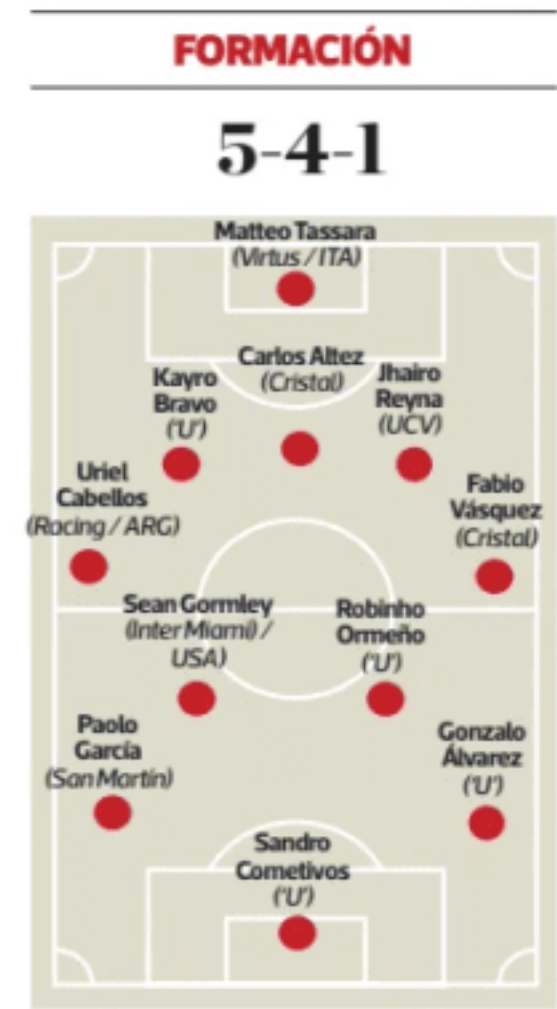 FORMACIÓN
5-4-1
Matteo Tassara
(Virtus / ITA)
Carlos Altez
(Cristal)
Kayro
Bravo
('U')
Jhairo
Reyna
(UCV)
Uriel
Cabellos
(Racing / ARG)
Fabio
Vásquez
(Cristal)
Sean Gormley
(Inter Miami) /
USA)
Robinho
Ormeño
('U')
Paolo
García
(San Martín)
Gonzalo
Álvarez
('U')
Sandro
Cometivos
('U')